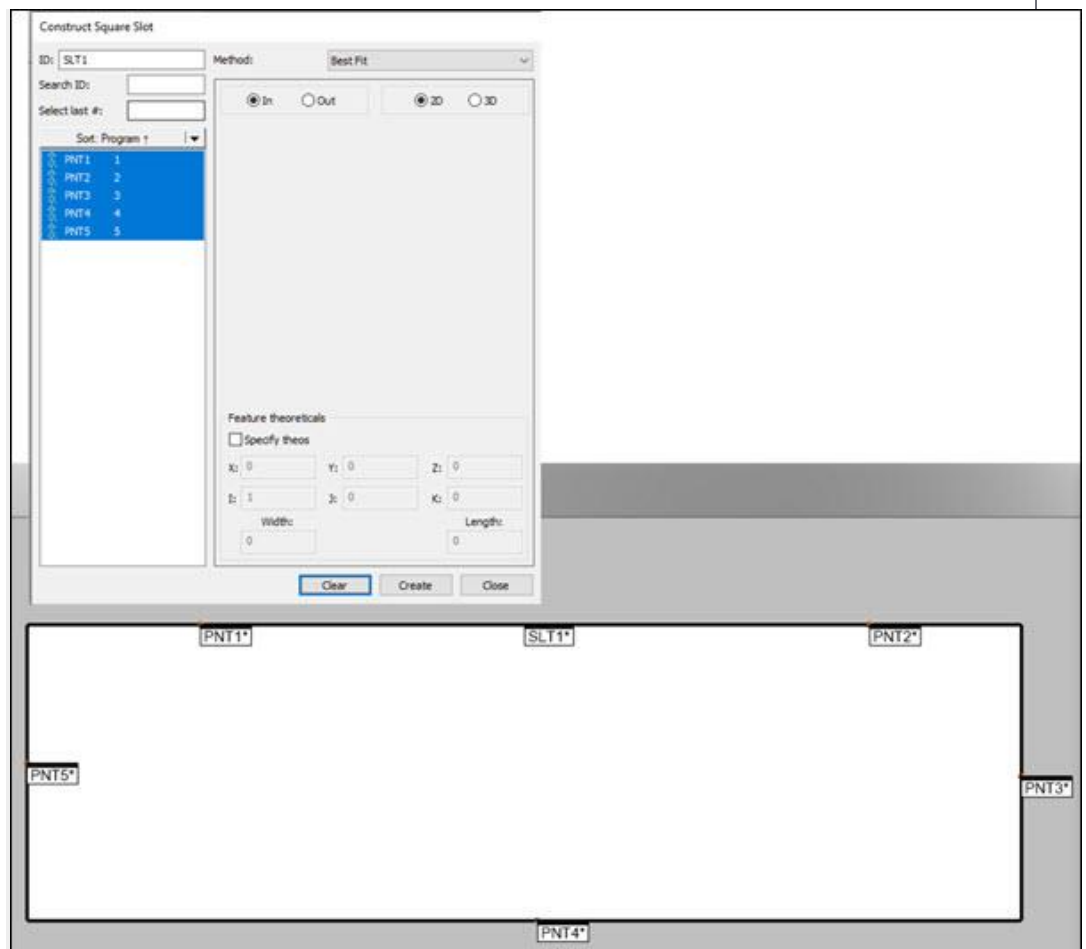 Construct Square Slot
ID: SLT1
Method: Best Fit
Search ID:
In Out 2D 3D
Select last #:
Sort: Program ↑
PNT1 1
PNT2 2
PNT3 3
PNT4 4
PNT5 5
Feature theoreticals
Specify theos
X: 0 Y: 0 Z: 0
I: 1 J: 0 K: 0
Width: Length:
0 0
Clear Create Close
PNT1* SLT1* PNT2*
PNT5*
PNT3*
PNT4*